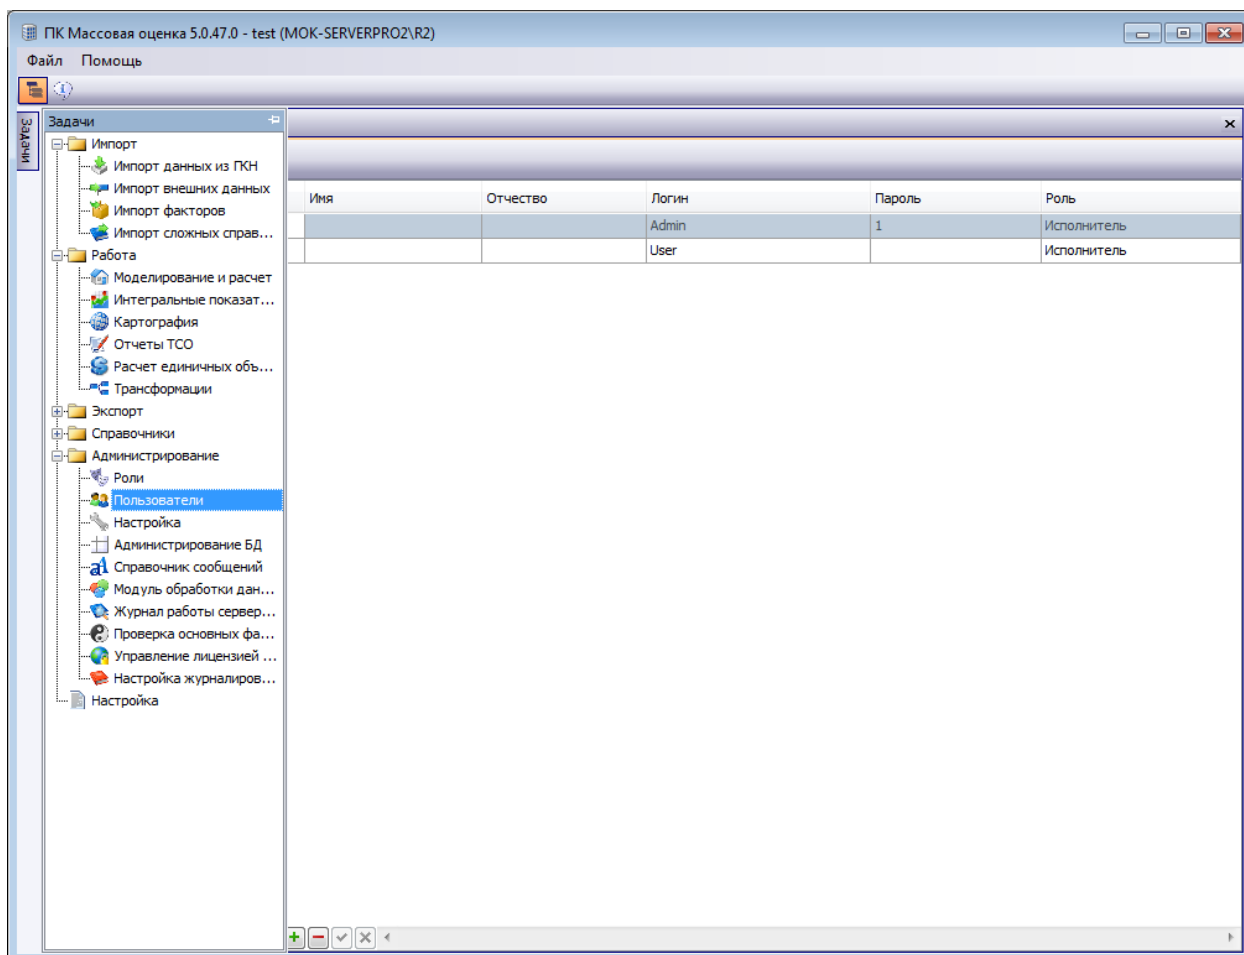 ПК Массовая оценка 5.0.47.0 - test (MOK-SERVERPRO2\R2)
Файл Помощь
Задачи
Задачи
Импорт
Импорт данных из ГКН
Импорт внешних данных
Импорт факторов
Импорт сложных справ...
Работа
Моделирование и расчет
Интегральные показат...
Картография
Отчеты ТСО
Расчет единичных объ...
Трансформации
Экспорт
Справочники
Администрирование
Роли
Пользователи
Настройка
Администрирование БД
Справочник сообщений
Модуль обработки дан...
Журнал работы сервер...
Проверка основных фа...
Управление лицензией ...
Настройка журналиров...
Настройка
Имя Отчество Логин Пароль Роль
Admin 1 Исполнитель
User Исполнитель